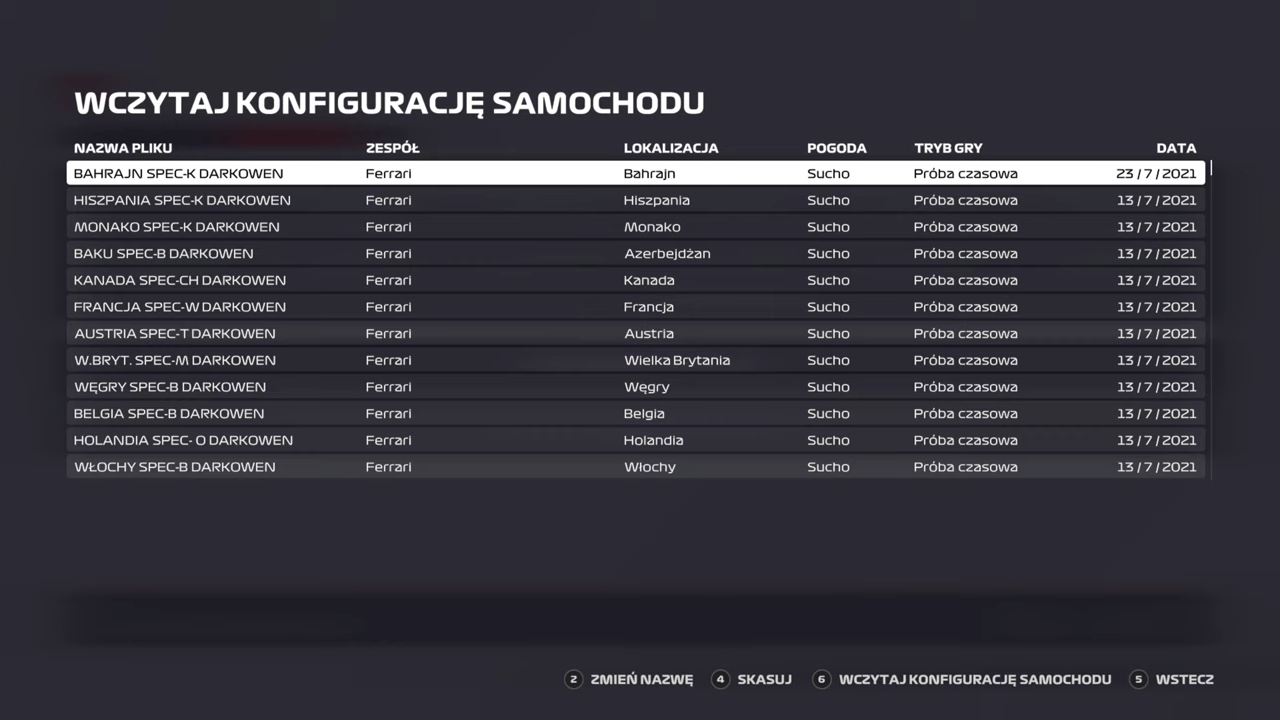 WCZYTAJ KONFIGURACJĘ SAMOCHODU
NAZWA PLIKU ZESPÓŁ LOKALIZACJA POGODA TRYB GRY DATA
BAHRAJN SPEC-K DARKOWEN Ferrari Bahrajn Sucho Próba czasowa 23 / 7 / 2021
HISZPANIA SPEC-K DARKOWEN Ferrari Hiszpania Sucho Próba czasowa 13 / 7 / 2021
MONAKO SPEC-K DARKOWEN Ferrari Monako Sucho Próba czasowa 13 / 7 / 2021
BAKU SPEC-B DARKOWEN Ferrari Azerbejdżan Sucho Próba czasowa 13 / 7 / 2021
KANADA SPEC-CH DARKOWEN Ferrari Kanada Sucho Próba czasowa 13 / 7 / 2021
FRANCJA SPEC-W DARKOWEN Ferrari Francja Sucho Próba czasowa 13 / 7 / 2021
AUSTRIA SPEC-T DARKOWEN Ferrari Austria Sucho Próba czasowa 13 / 7 / 2021
W.BRYT. SPEC-M DARKOWEN Ferrari Wielka Brytania Sucho Próba czasowa 13 / 7 / 2021
WĘGRY SPEC-B DARKOWEN Ferrari Węgry Sucho Próba czasowa 13 / 7 / 2021
BELGIA SPEC-B DARKOWEN Ferrari Belgia Sucho Próba czasowa 13 / 7 / 2021
HOLANDIA SPEC- O DARKOWEN Ferrari Holandia Sucho Próba czasowa 13 / 7 / 2021
WŁOCHY SPEC-B DARKOWEN Ferrari Włochy Sucho Próba czasowa 13 / 7 / 2021
2 ZMIEŃ NAZWĘ 4 SKASUJ 6 WCZYTAJ KONFIGURACJĘ SAMOCHODU 5 WSTECZ